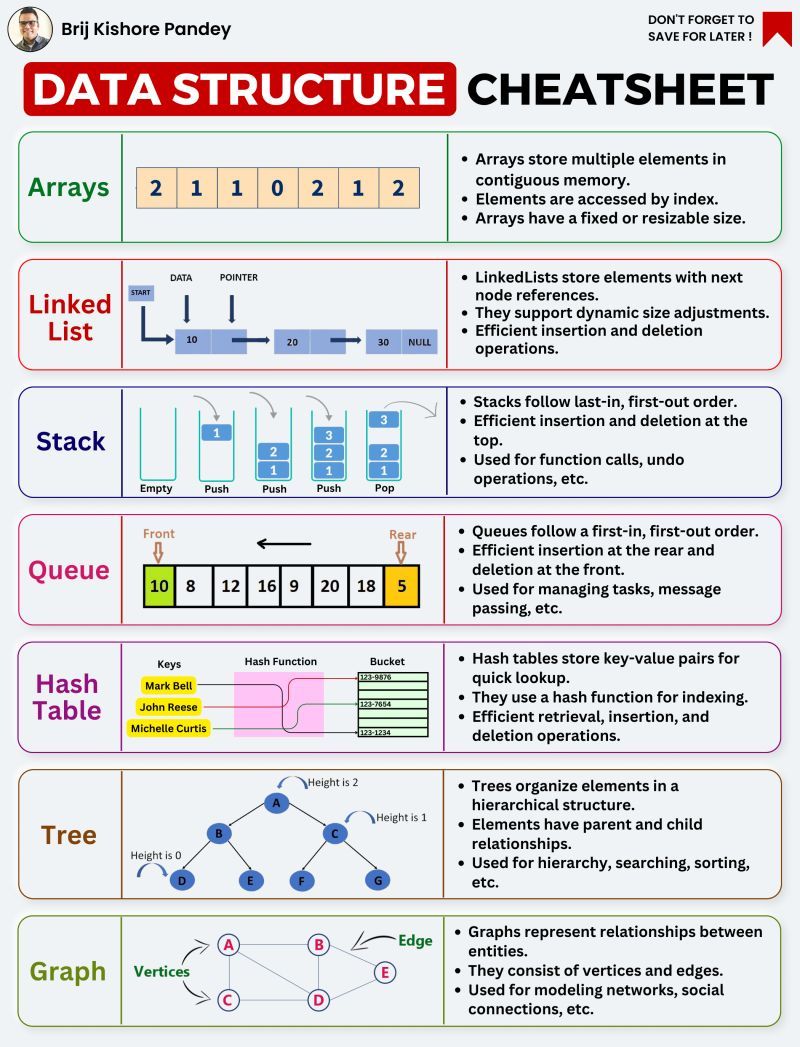 Brij Kishore Pandey
DON'T FORGET TO
SAVE FOR LATER !
DATA STRUCTURE CHEATSHEET
Arrays
2 1 1 0 2 1 2
Arrays store multiple elements in
contiguous memory.
Elements are accessed by index.
Arrays have a fixed or resizable size.
Linked
List
DATA POINTER
START
10 20 30 NULL
LinkedLists store elements with next
node references.
They support dynamic size adjustments.
Efficient insertion and deletion
operations.
Stack
1
2
1
3
2
1
3
2
1
Empty Push Push Push Pop
Stacks follow last-in, first-out order.
Efficient insertion and deletion at the
top.
Used for function calls, undo
operations, etc.
Queue
Front Rear
10 8 12 16 9 20 18 5
Queues follow a first-in, first-out order.
Efficient insertion at the rear and
deletion at the front.
Used for managing tasks, message
passing, etc.
Hash
Table
Keys Hash Function Bucket
Mark Bell
John Reese
Michelle Curtis
123-9876
123-7654
123-1234
Hash tables store key-value pairs for
quick lookup.
They use a hash function for indexing.
Efficient retrieval, insertion, and
deletion operations.
Tree
Height is 2
A
Height is 1
B C
Height is 0
D E F G
Trees organize elements in a
hierarchical structure.
Elements have parent and child
relationships.
Used for hierarchy, searching, sorting,
etc.
Graph
A B Edge
Vertices E
C D
Graphs represent relationships between
entities.
They consist of vertices and edges.
Used for modeling networks, social
connections, etc.